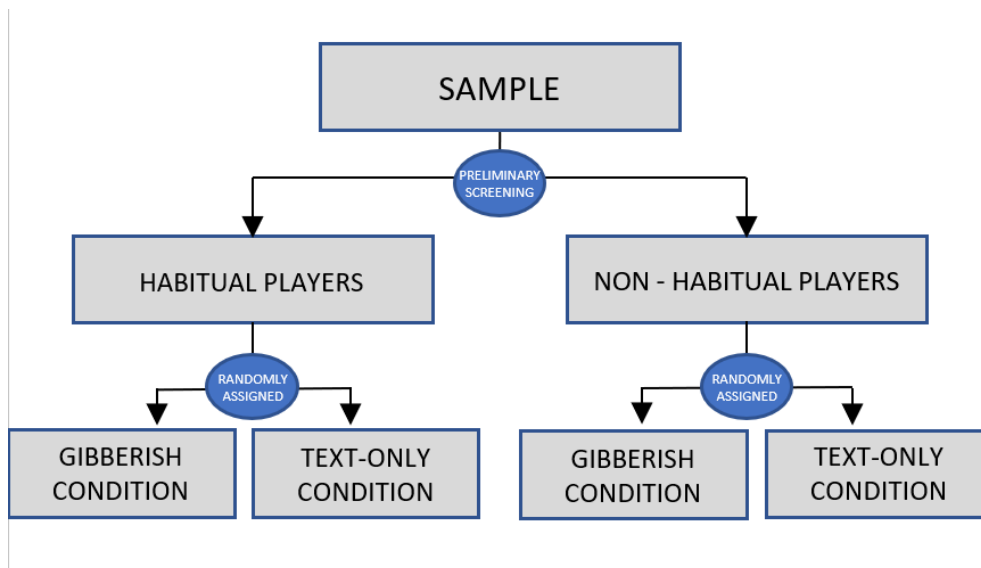 SAMPLE
PRELIMINARY
SCREENING
HABITUAL PLAYERS
NON - HABITUAL PLAYERS
RANDOMLY
ASSIGNED
RANDOMLY
ASSIGNED
GIBBERISH
CONDITION
TEXT-ONLY
CONDITION
GIBBERISH
CONDITION
TEXT-ONLY
CONDITION